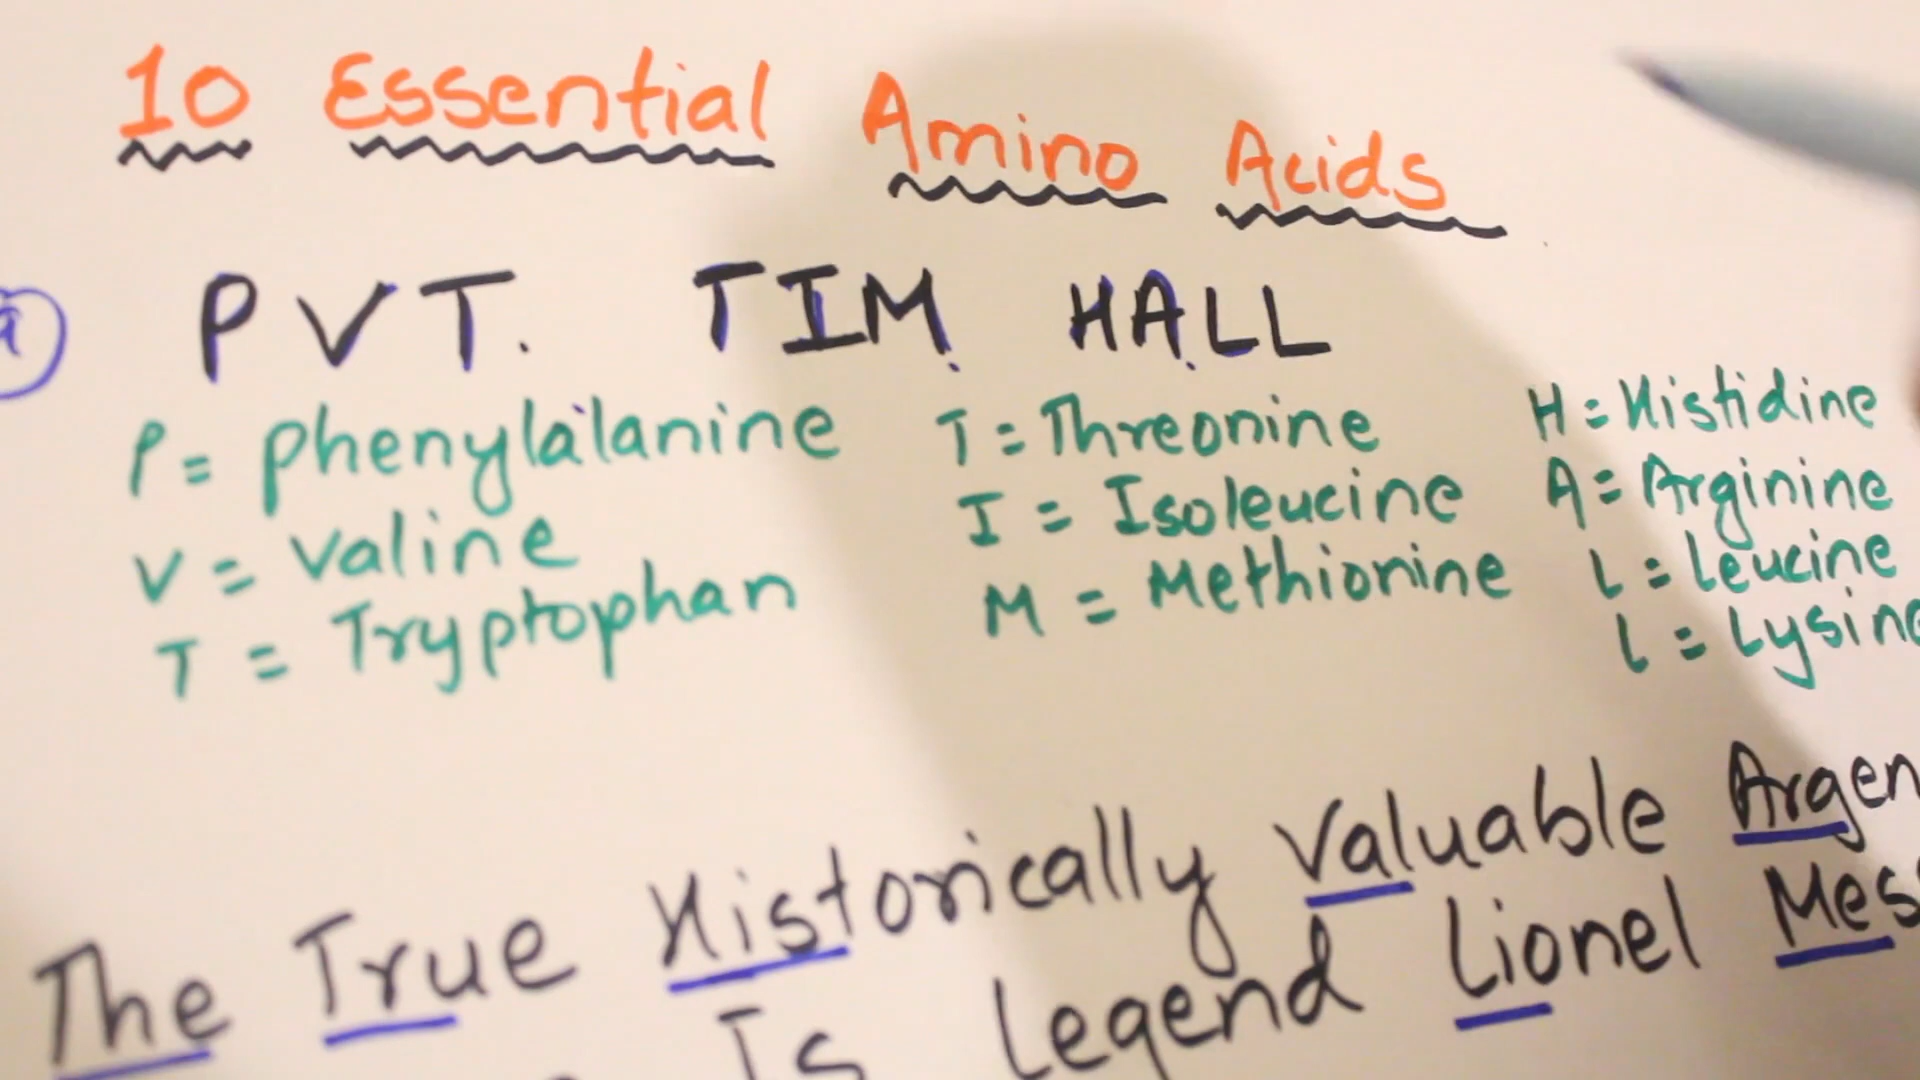 10 Essential Amino Acids
PVT. TIM HALL
P = phenylalanine
V = valine
T = Tryptophan
T = Threonine
I = Isoleucine
M = Methionine
H = Histidine
A = Arginine
L = Leucine
L = Lysine
The True Historically Valuable Argen
Is Legend Lionel Mess